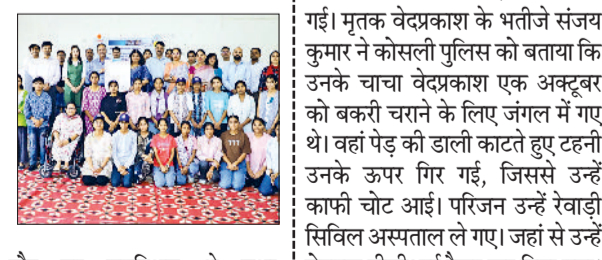 गई। मृतक वेदप्रकाश के भतीजे संजय
कुमार ने कोसली पुलिस को बताया कि
उनके चाचा वेदप्रकाश एक अक्टूबर
को बकरी चराने के लिए जंगल में गए
थे। वहां पेड़ की डाली काटते हुए टहनी
उनके ऊपर गिर गई, जिससे उन्हें
काफी चोट आई। परिजन उन्हें रेवाड़ी
सिविल अस्पताल ले गए। जहां से उन्हें